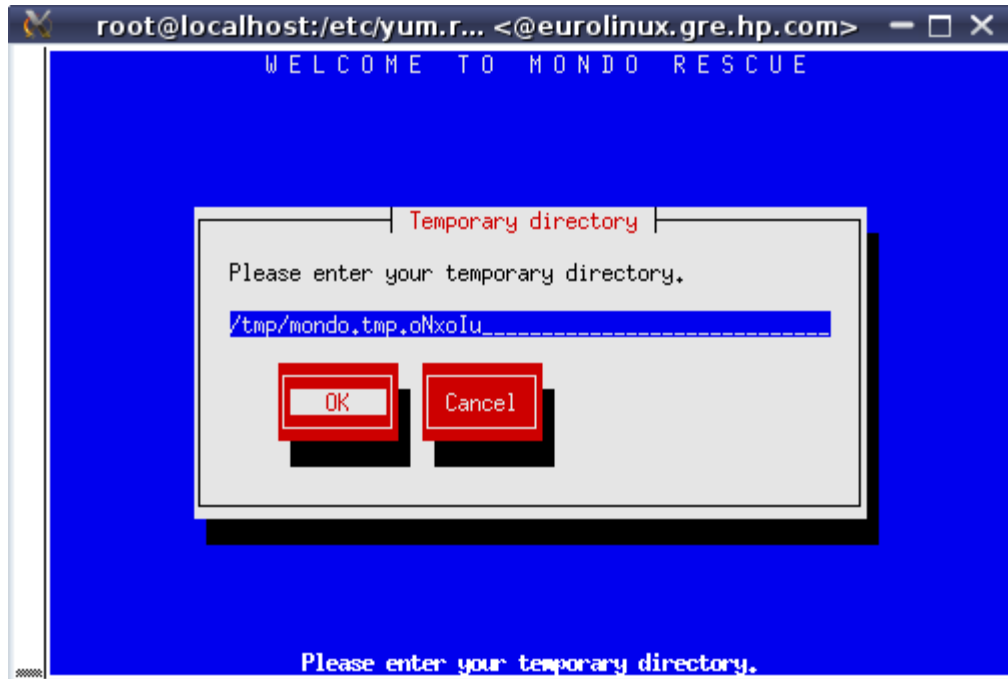 root@localhost:/etc/yum.r... <@eurolinux.gre.hp.com>
WELCOME TO MONDO RESCUE
Temporary directory
Please enter your temporary directory.
/tmp/mondo.tmp.oNxoIu_____________________________
OK Cancel
Please enter your temporary directory.